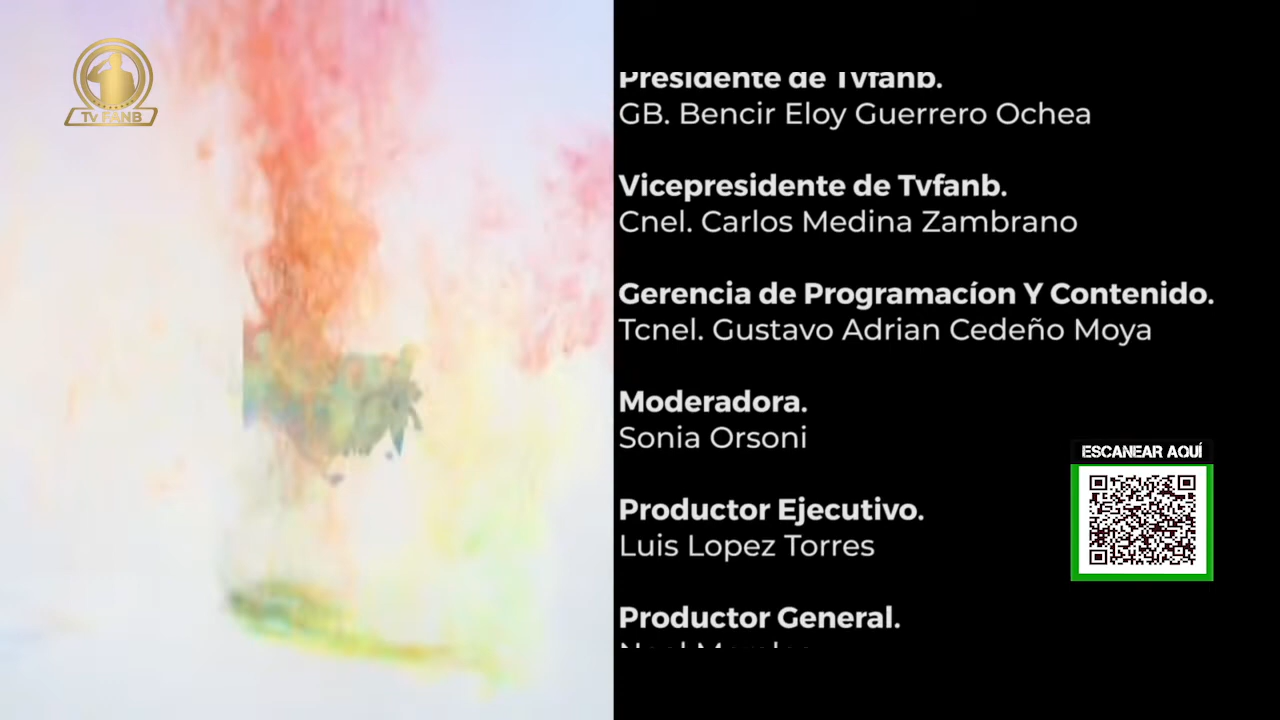 Tv FANB
Presidente de Tvfanb.
GB. Bencir Eloy Guerrero Ochea
Vicepresidente de Tvfanb.
Cnel. Carlos Medina Zambrano
Gerencia de Programacíon Y Contenido.
Tcnel. Gustavo Adrian Cedeño Moya
Moderadora.
Sonia Orsoni
Productor Ejecutivo.
Luis Lopez Torres
Productor General.
ESCANEAR AQUÍ